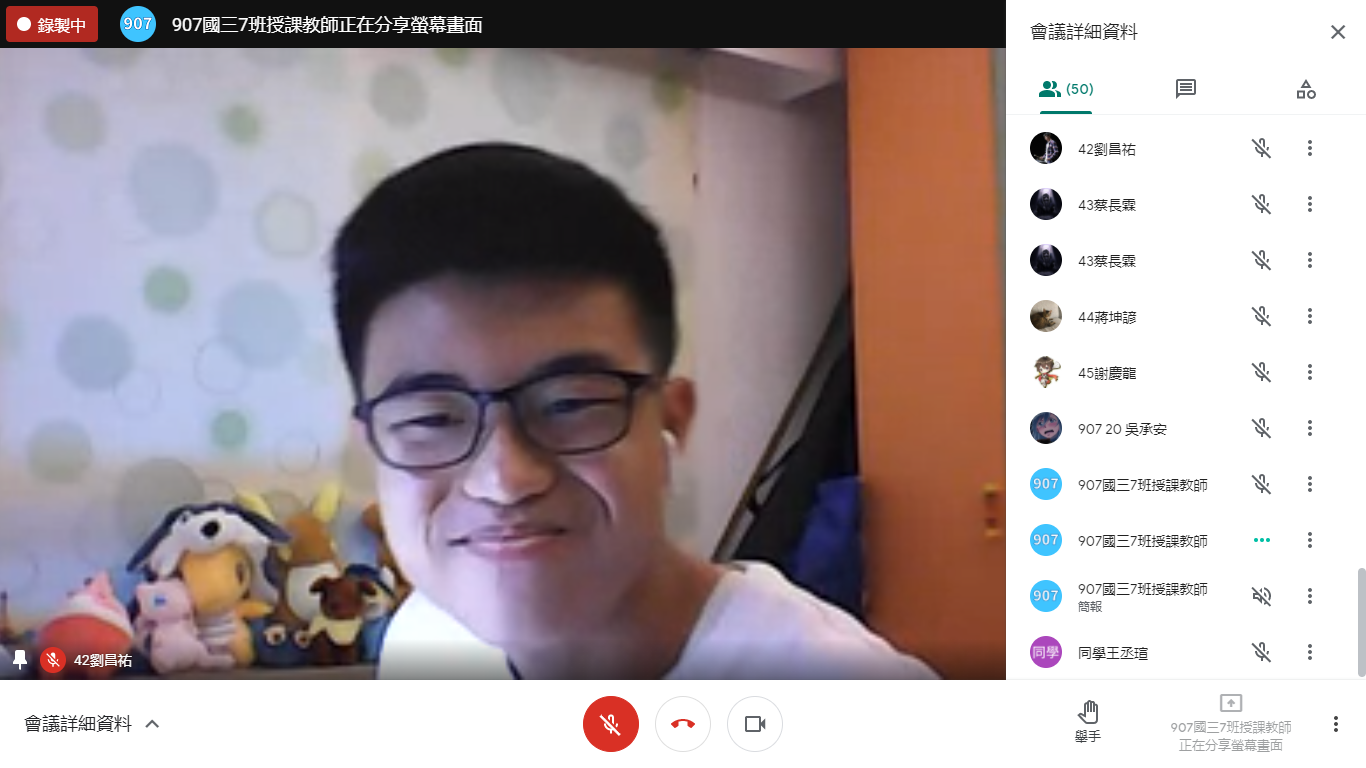 錄製中
907
907國三7班授課教師正在分享螢幕畫面
會議詳細資料
(50)
42劉昌祐
43蔡長霖
43蔡長霖
44蔣坤諺
45謝慶龍
907 20 吳承安
907
907國三7班授課教師
907
907國三7班授課教師
907
907國三7班授課教師
簡報
同學
同學王丞瑄
42劉昌祐
會議詳細資料
舉手
907國三7班授課教師
正在分享螢幕畫面